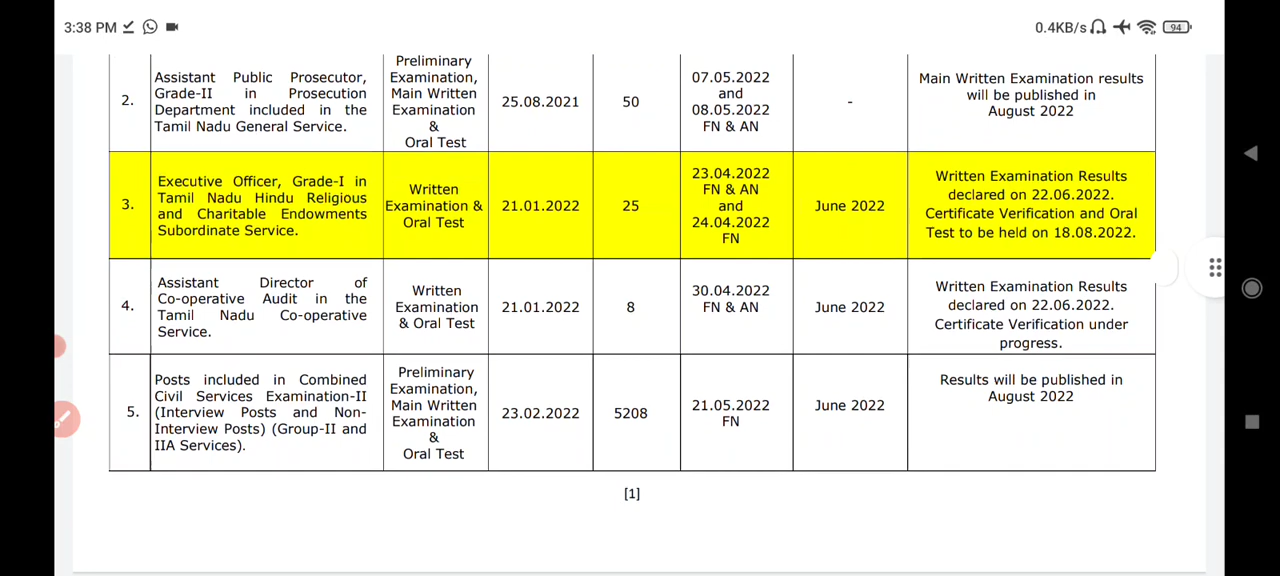 3:38 PM
0.4KB/s
94
2.
Assistant Public Prosecutor,
Grade-II in Prosecution
Department included in the
Tamil Nadu General Service.
Preliminary
Examination,
Main Written
Examination
&
Oral Test
25.08.2021
50
07.05.2022
and
08.05.2022
FN & AN
-
Main Written Examination results
will be published in
August 2022
3.
Executive Officer, Grade-I in
Tamil Nadu Hindu Religious
and Charitable Endowments
Subordinate Service.
Written
Examination &
Oral Test
21.01.2022
25
23.04.2022
FN & AN
and
24.04.2022
FN
June 2022
Written Examination Results
declared on 22.06.2022.
Certificate Verification and Oral
Test to be held on 18.08.2022.
4.
Assistant Director of
Co-operative Audit in the
Tamil Nadu Co-operative
Service.
Written
Examination
& Oral Test
21.01.2022
8
30.04.2022
FN & AN
June 2022
Written Examination Results
declared on 22.06.2022.
Certificate Verification under
progress.
5.
Posts included in Combined
Civil Services Examination-II
(Interview Posts and Non-
Interview Posts) (Group-II and
IIA Services).
Preliminary
Examination,
Main Written
Examination
&
Oral Test
23.02.2022
5208
21.05.2022
FN
June 2022
Results will be published in
August 2022
[1]